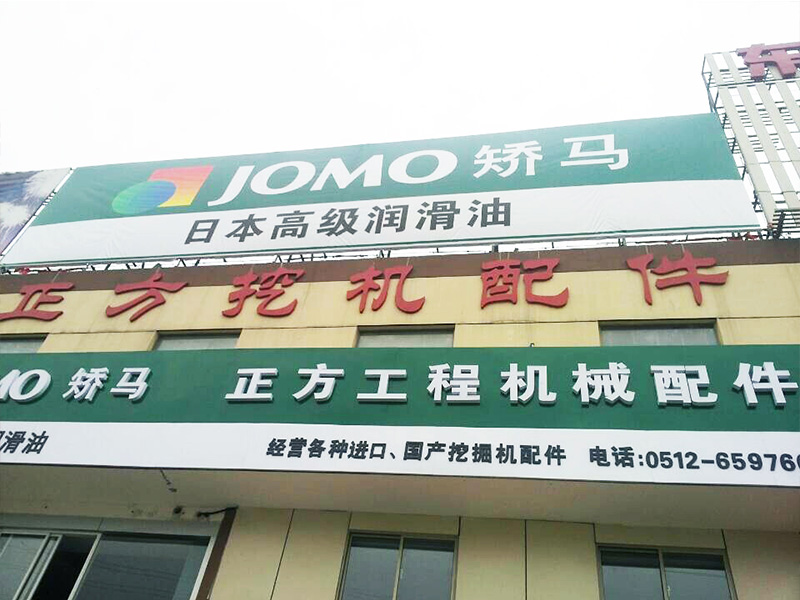 JOMO 矫马
日本高级润滑油
正方挖机配件
矫马 正方工程机械配件
滑油 经营各种进口、国产挖掘机配件 电话:0512-65976